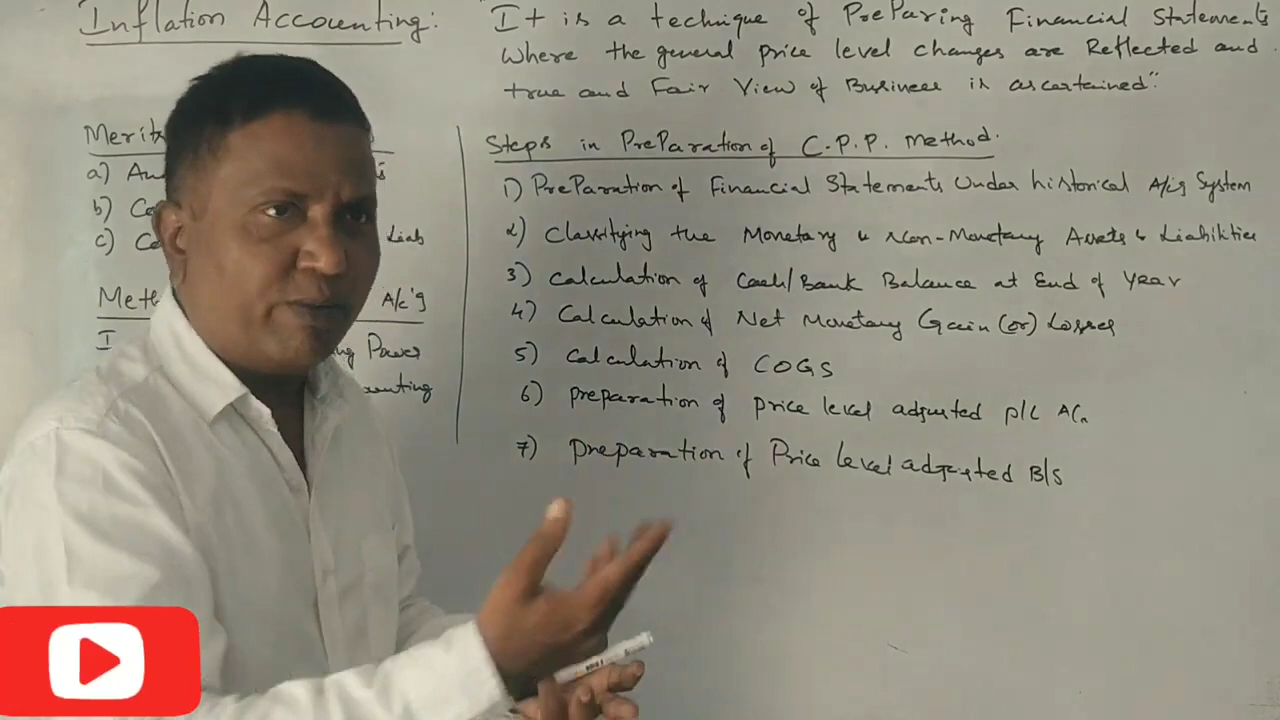 Inflation Accounting:
"It is a technique of Preparing Financial Statements
Where the general price level changes are Reflected and
true and Fair View of Business is ascertained"
Merits
a)
b)
c) Liab
A/c'g
I Power
Steps in Preparation of C.P.P. Method.
1) Preparation of Financial Statements Under historical A/c'g System
2) Classifying the Monetary & Non-Monetary Assets & Liabilities
3) Calculation of Cash/Bank Balance at End of Year
4) Calculation of Net Monetary Gain (or) Losses
5) Calculation of COGS
6) preparation of price level adjusted P/L A/c
7) Preparation of Price level adjusted B/S